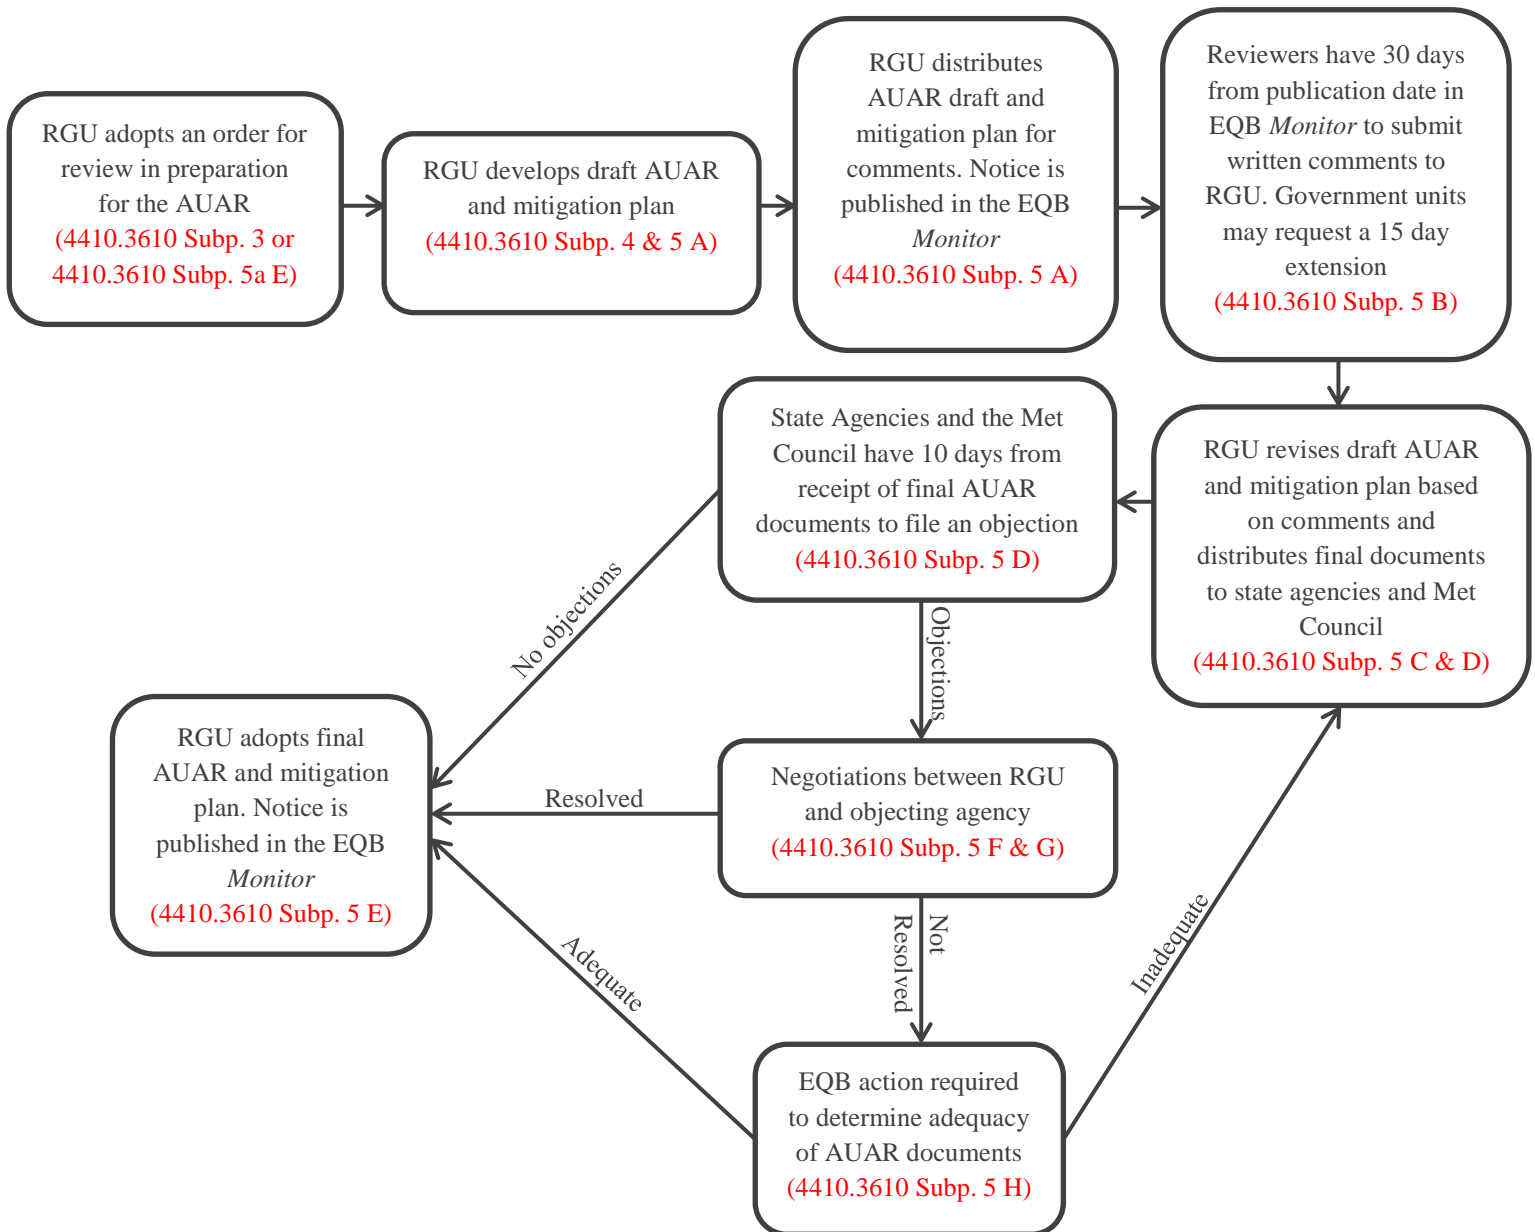 RGU adopts an order for
review in preparation
for the AUAR
(4410.3610 Subp. 3 or
4410.3610 Subp. 5a E)
RGU develops draft AUAR
and mitigation plan
(4410.3610 Subp. 4 & 5 A)
RGU distributes
AUAR draft and
mitigation plan for
comments. Notice is
published in the EQB
Monitor
(4410.3610 Subp. 5 A)
Reviewers have 30 days
from publication date in
EQB Monitor to submit
written comments to
RGU. Government units
may request a 15 day
extension
(4410.3610 Subp. 5 B)
RGU revises draft AUAR
and mitigation plan based
on comments and
distributes final documents
to state agencies and Met
Council
(4410.3610 Subp. 5 C & D)
State Agencies and the Met
Council have 10 days from
receipt of final AUAR
documents to file an objection
(4410.3610 Subp. 5 D)
No objections
Objections
Negotiations between RGU
and objecting agency
(4410.3610 Subp. 5 F & G)
Resolved
RGU adopts final
AUAR and mitigation
plan. Notice is
published in the EQB
Monitor
(4410.3610 Subp. 5 E)
Not
Resolved
Adequate
Inadequate
EQB action required
to determine adequacy
of AUAR documents
(4410.3610 Subp. 5 H)